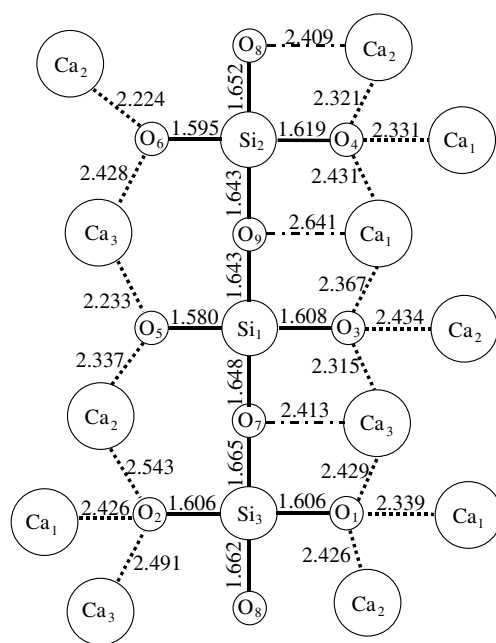 O₈ 2.409 Ca₂
Ca₂
1.652
2.224 2.321
O₆ 1.595 Si₂ 1.619 O₄ 2.331 Ca₁
2.428 2.431
1.643
Ca₃ O₉ 2.641 Ca₁
1.643
2.233 2.367
O₅ 1.580 Si₁ 1.608 O₃ 2.434 Ca₂
2.337 2.315
1.648
Ca₂ O₇ 2.413 Ca₃
1.665
2.543 2.429
Ca₁ 2.426 O₂ 1.606 Si₃ 1.606 O₁ 2.339 Ca₁
2.491 2.426
1.662
Ca₃ O₈ Ca₂